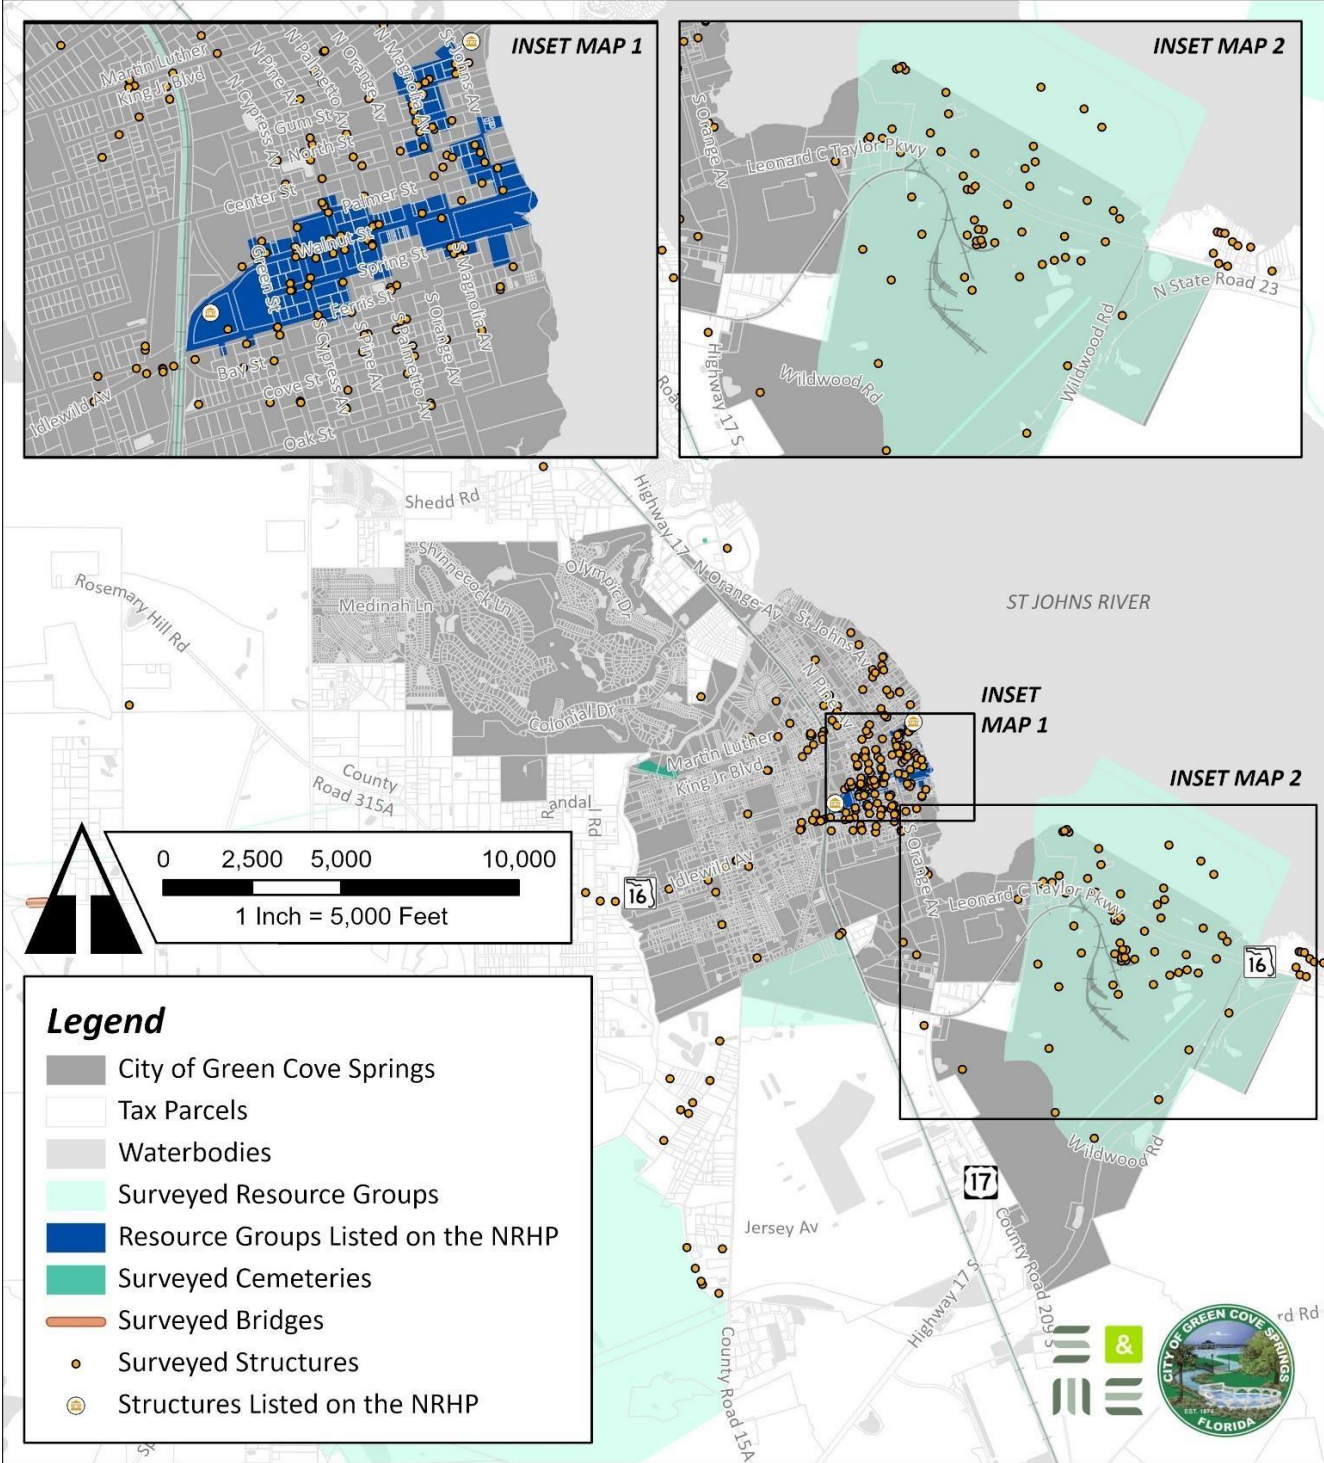 INSET MAP 1
Martin Luther
King Jr Blvd
N Pine Av
N Palmetto Av
N Orange Av
N Magnolia Av
St Johns Av
N Cypress Av
Gum St
North St
Center St
Palmer St
Walnut St
Green St
Spring St
S Magnolia Av
Ferris St
S Cypress Av
S Pine Av
S Palmetto Av
S Orange Av
Bay St
Cove St
Idlewild Av
Oak St
INSET MAP 2
S Orange Av
Leonard C Taylor Pkwy
N State Road 23
Wildwood Rd
Highway 17 S
Wildwood Rd
Road
Shedd Rd
Highway 17
Shinnecock Ln
Olympic Dr
N Orange Av
Rosemary Hill Rd
Medinah Ln
ST JOHNS RIVER
St Johns Av
N Pine Av
INSET
MAP 1
Colonial Dr
Martin Luther
King Jr Blvd
INSET MAP 2
County
Road 315A
Randal
Rd
0 2,500 5,000 10,000
1 Inch = 5,000 Feet
16
Idlewild Av
S Orange Av
Leonard C Taylor Pkwy
16
Legend
City of Green Cove Springs
Tax Parcels
Waterbodies
Surveyed Resource Groups
Resource Groups Listed on the NRHP
Surveyed Cemeteries
Surveyed Bridges
Surveyed Structures
Structures Listed on the NRHP
Wildwood Rd
17
Jersey Av
County Road 209 S
Highway 17 S
County Road 15A
rd Rd
&
CITY OF GREEN COVE SPRINGS
EST. 1874
FLORIDA